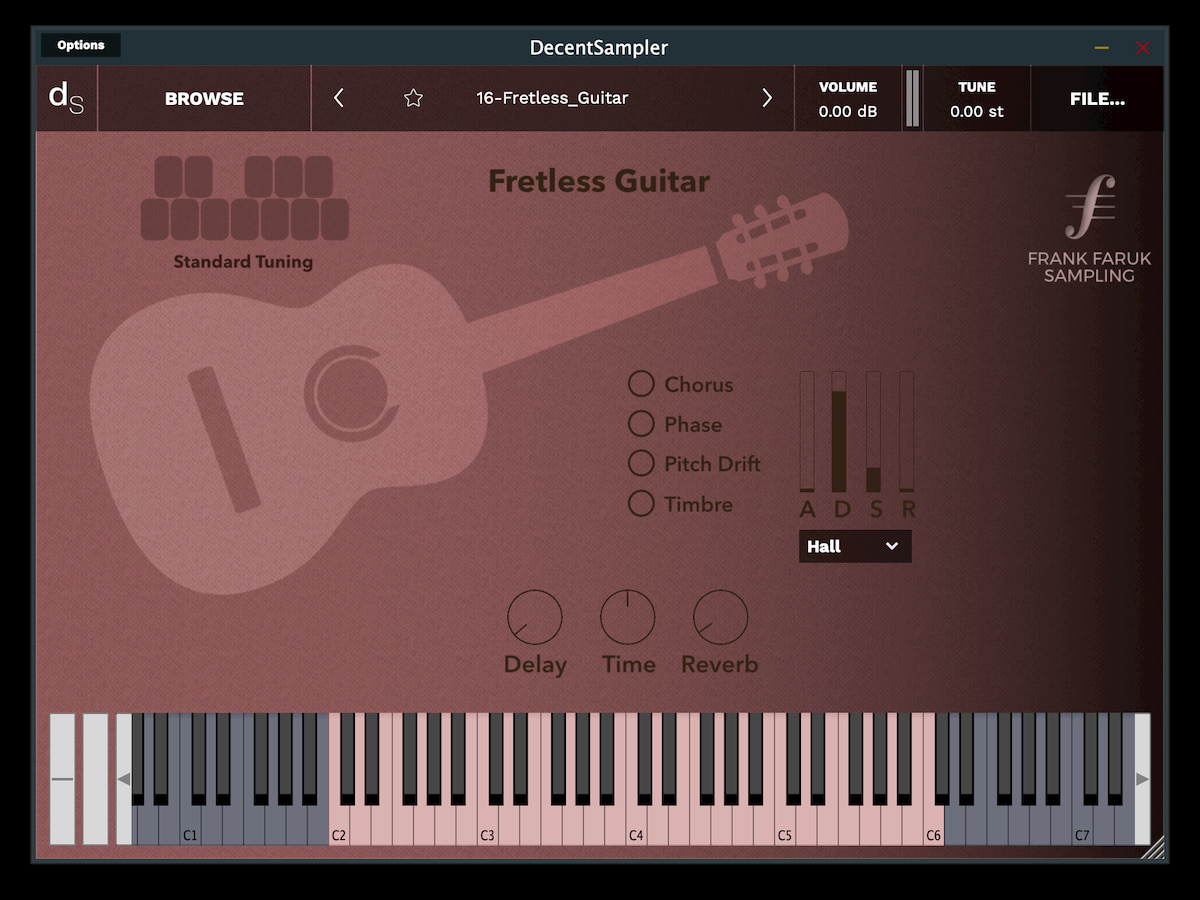 Options
DecentSampler
ds
BROWSE
16-Fretless_Guitar
VOLUME
0.00 dB
TUNE
0.00 st
FILE...
Fretless Guitar
Standard Tuning
f
FRANK FARUK
SAMPLING
Chorus
Phase
Pitch Drift
Timbre
A D S R
Hall
Delay Time Reverb
C1 C2 C3 C4 C5 C6 C7